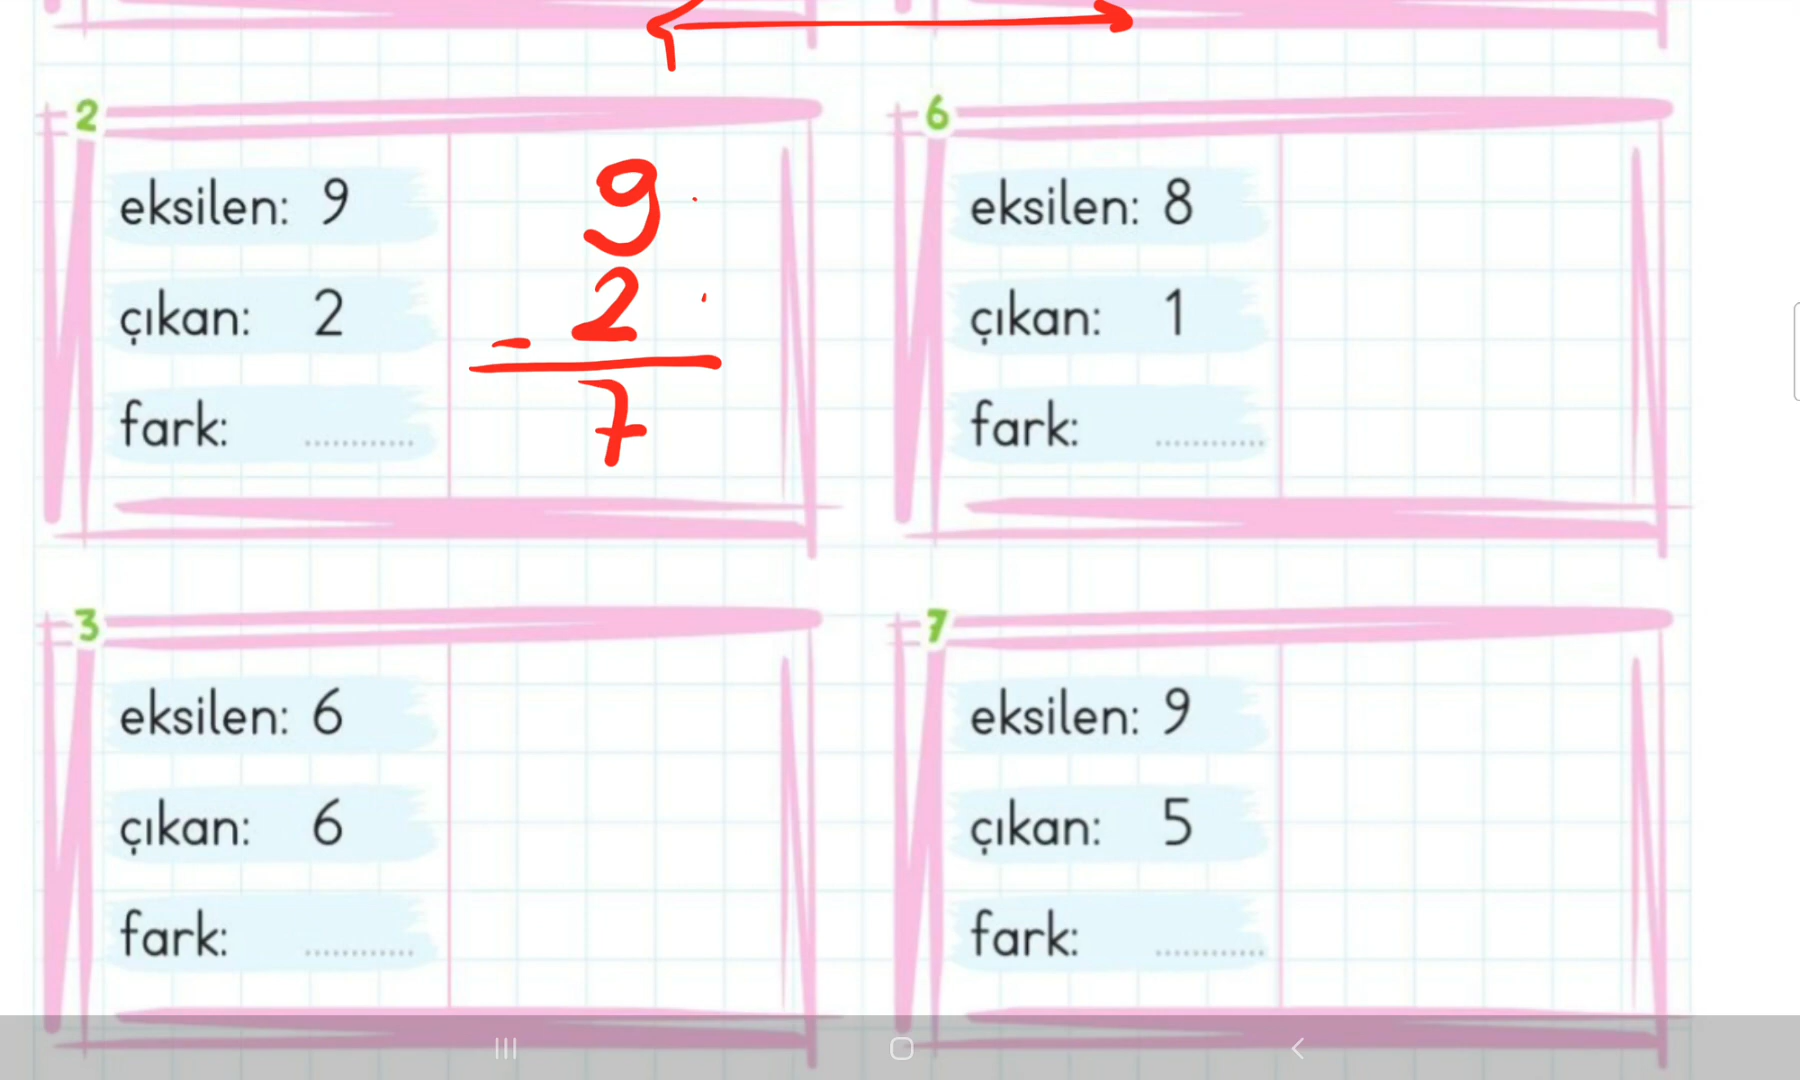 2
eksilen: 9
çıkan: 2
fark: ...........
9
2
-
7
6
eksilen: 8
çıkan: 1
fark: ...........
3
eksilen: 6
çıkan: 6
fark: ...........
7
eksilen: 9
çıkan: 5
fark: ...........